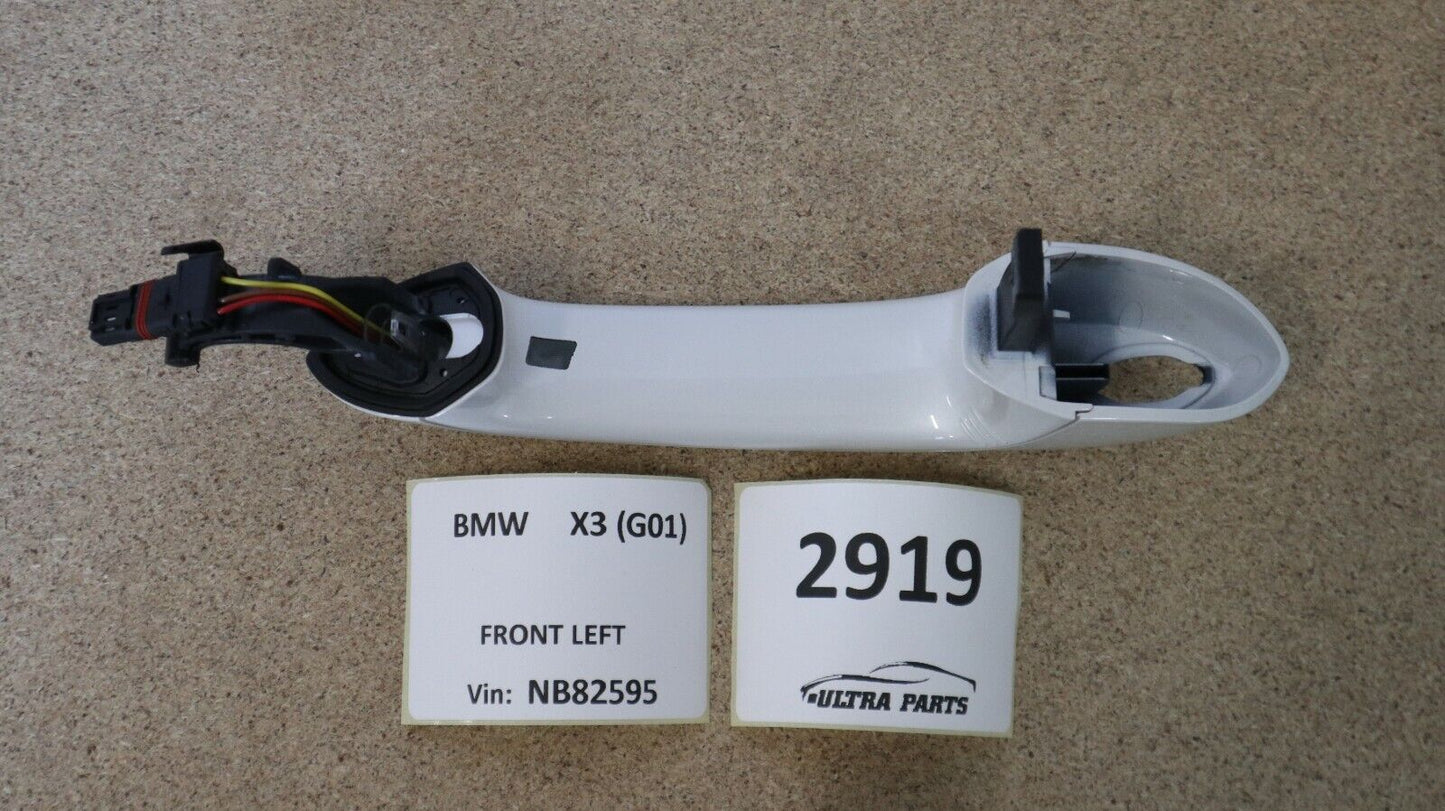 BMW X3 (G01)
FRONT LEFT
Vin: NB82595
2919
ULTRA PARTS